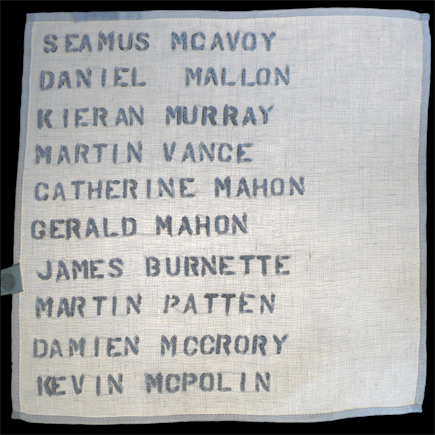 SEAMUS MCAVOY
DANIEL MALLON
KIERAN MURRAY
MARTIN VANCE
CATHERINE MAHON
GERALD MAHON
JAMES BURNETTE
MARTIN PATTEN
DAMIEN MCCRORY
KEVIN MCPOLIN